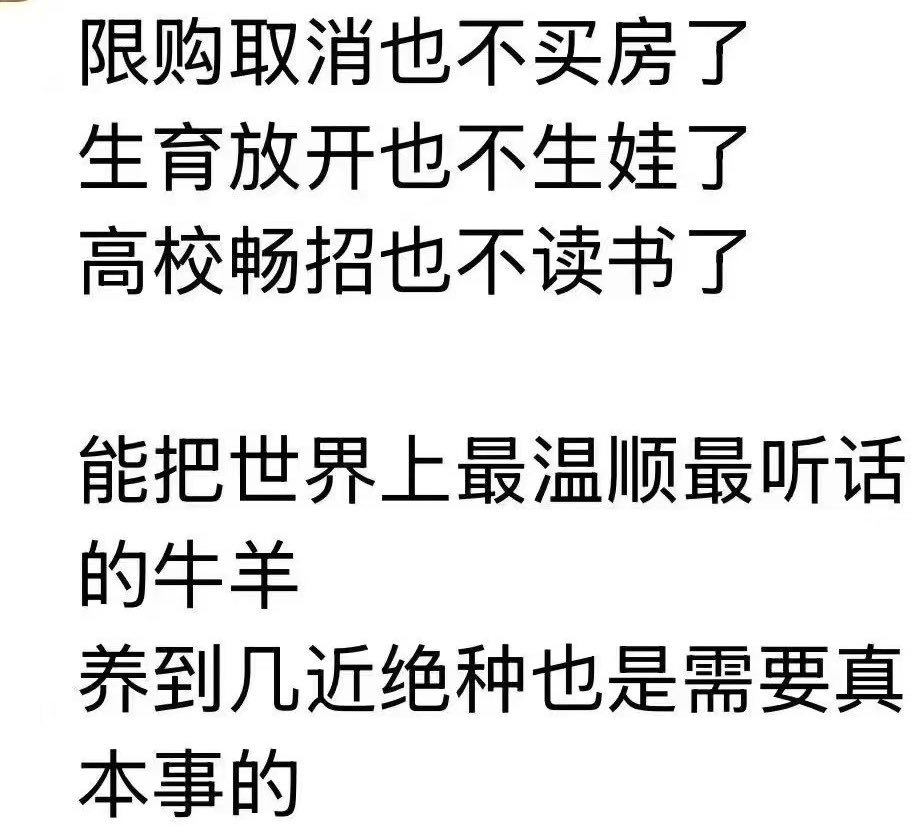 限购取消也不买房了
生育放开也不生娃了
高校畅招也不读书了
能把世界上最温顺最听话
的牛羊
养到几近绝种也是需要真
本事的